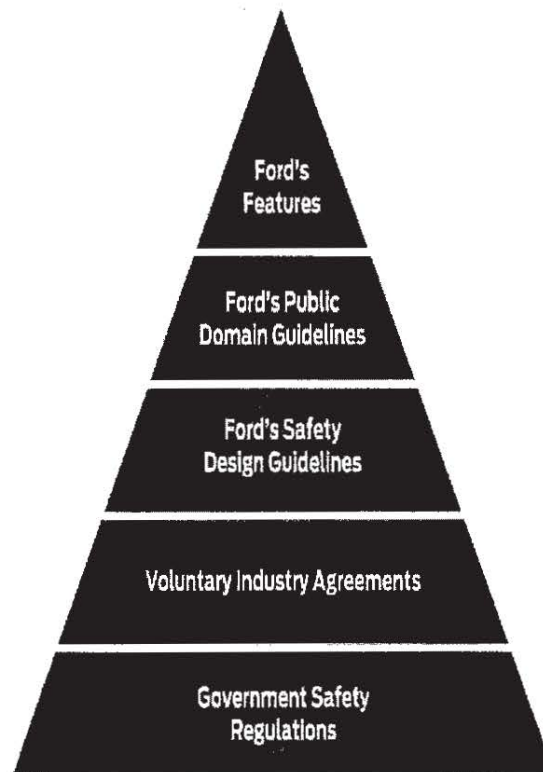 Ford's
Features
Ford's Public
Domain Guidelines
Ford's Safety
Design Guidelines
Voluntary Industry Agreements
Government Safety
Regulations